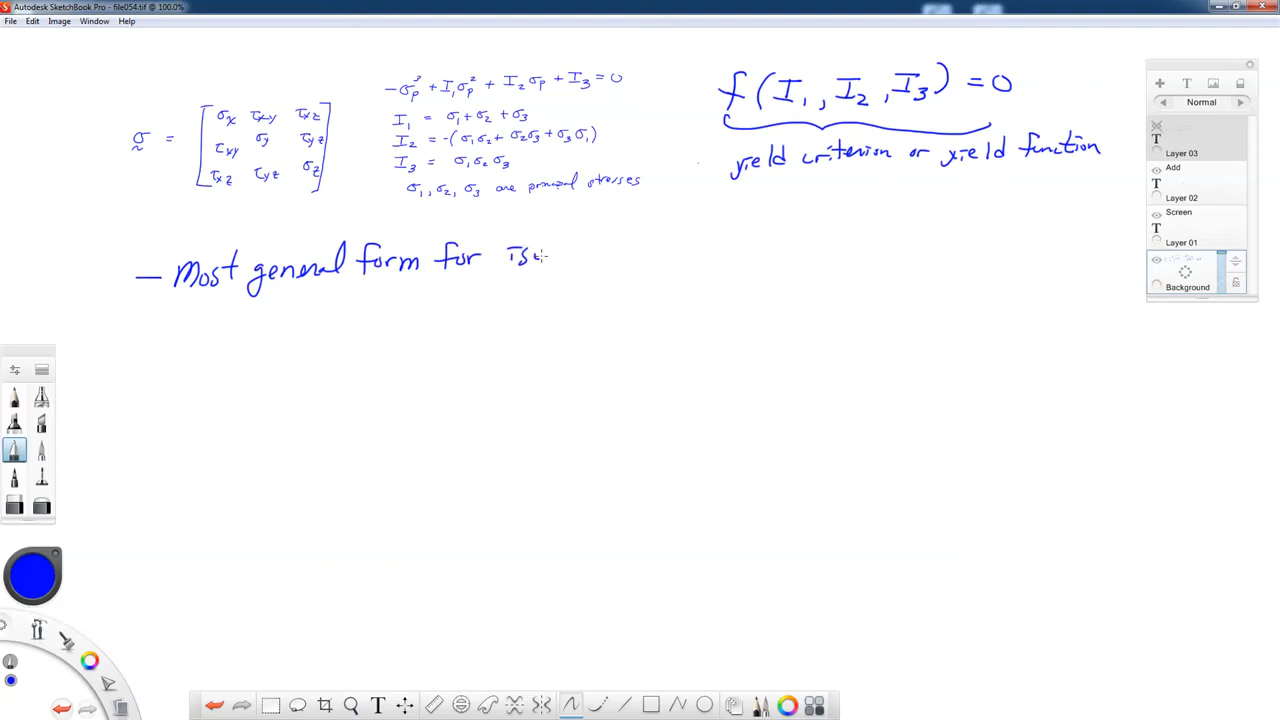 Autodesk SketchBook Pro - file054.tif @ 100.0%
File Edit Image Window Help
-σp³ + I₁σp² + I₂σp + I₃ = 0
I₁ = σ₁ + σ₂ + σ₃
I₂ = -(σ₁σ₂ + σ₂σ₃ + σ₃σ₁)
I₃ = σ₁σ₂σ₃
σ₁, σ₂, σ₃ are principal stresses
σ =
σx τxy τxz
τxy σy τyz
τxz τyz σz
f(I₁, I₂, I₃) = 0
yield criterion or yield function
— Most general form for Is
Normal
Layer 03
Add
Layer 02
Screen
Layer 01
Background